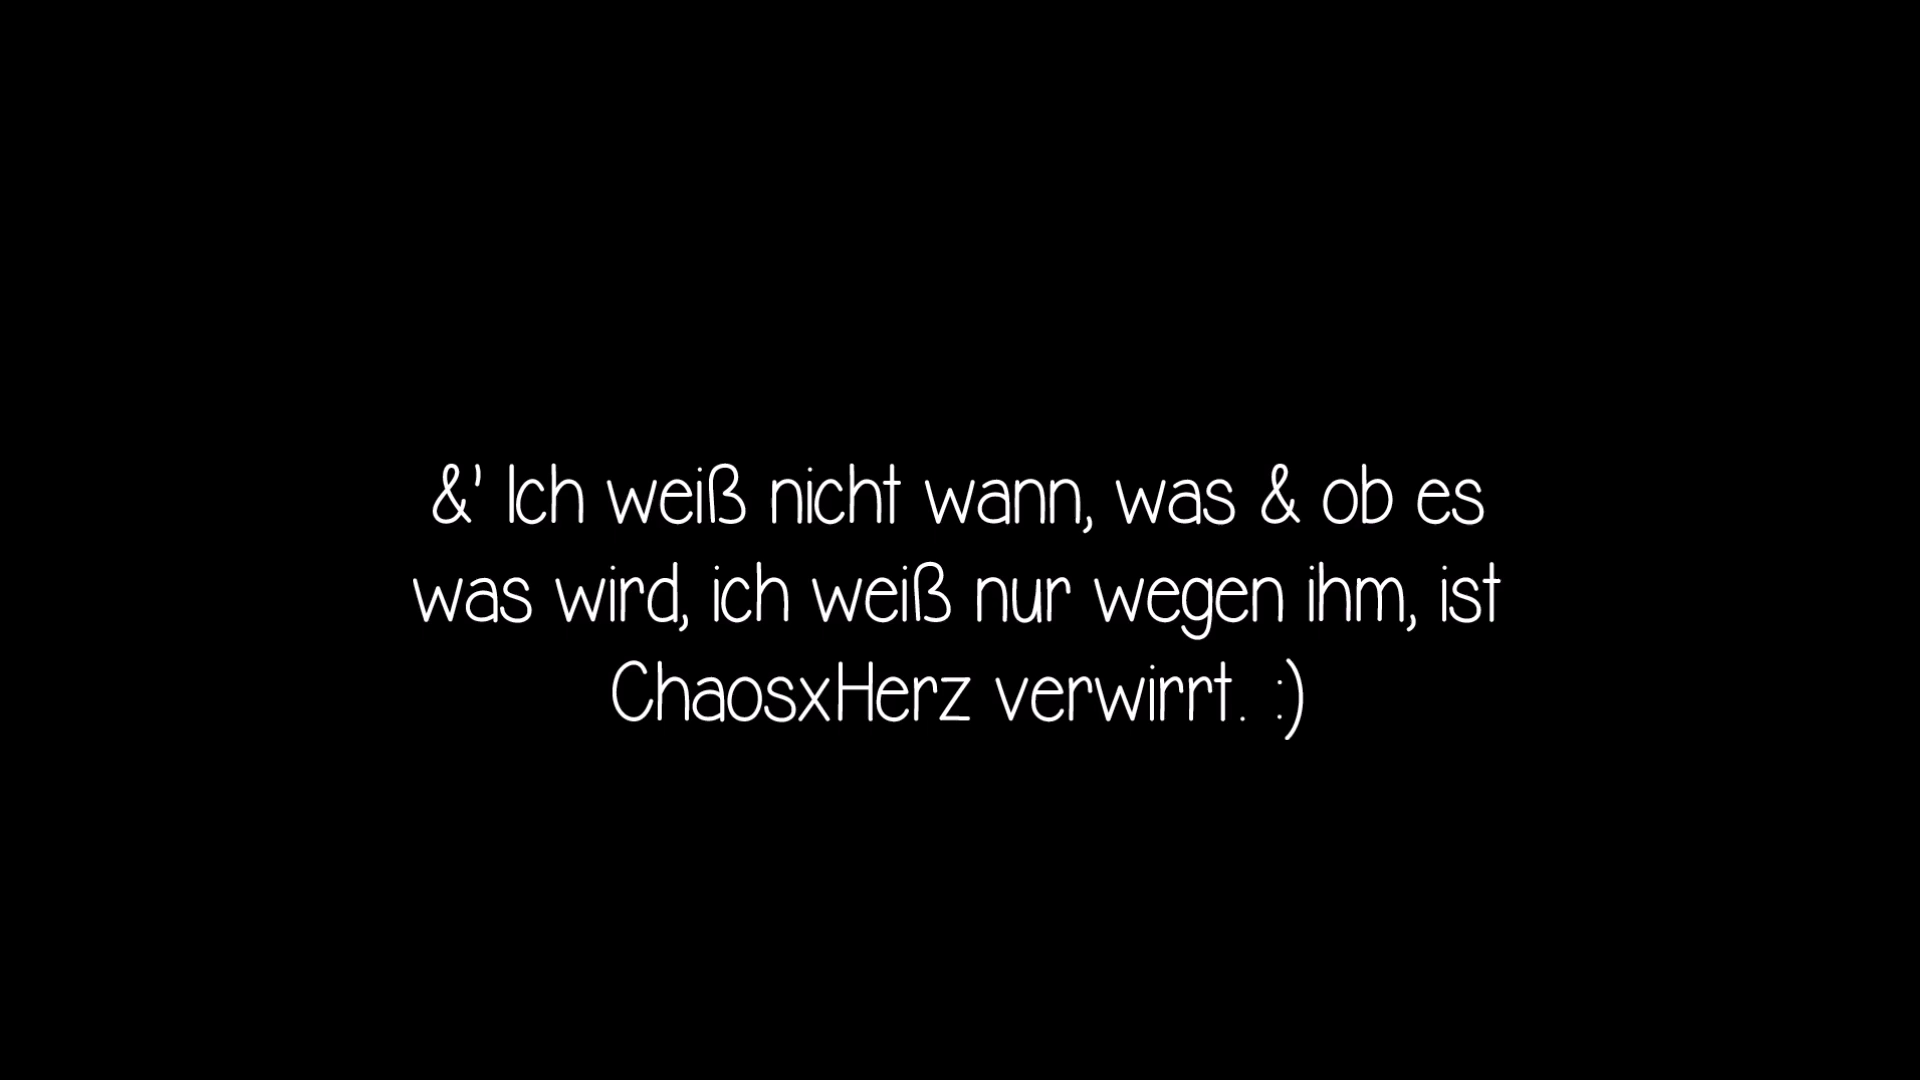 &' Ich weiß nicht wann, was & ob es
was wird, ich weiß nur wegen ihm, ist
ChaosxHerz verwirrt. :)